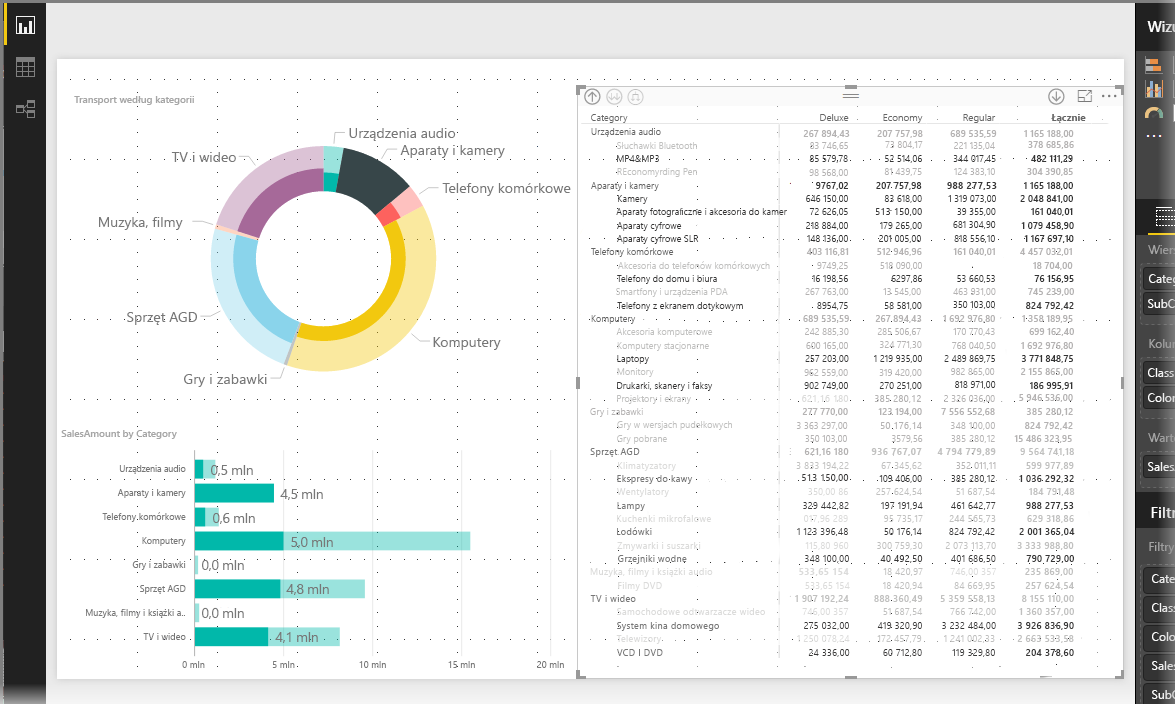 Transport według kategorii
Urządzenia audio
Aparaty i kamery
TV i wideo
Telefony komórkowe
Muzyka, filmy
Sprzęt AGD
Komputery
Gry i zabawki
SalesAmount by Category
Urządzenia audio 0,5 mln
Aparaty i kamery 4,5 mln
Telefony komórkowe 0,6 mln
Komputery 5,0 mln
Gry i zabawki 0,0 mln
Sprzęt AGD 4,8 mln
Muzyka, filmy i książki a.. 0,0 mln
TV i wideo 4,1 mln
0 mln 5 mln 10 mln 15 mln 20 mln
Category Deluxe Economy Regular Łącznie
Urządzenia audio 267 894,43 207 757,98 689 535,59 1 165 188,00
Słuchawki Bluetooth 83 746,65 73 804,17 221 135,04 378 685,86
MP4&MP3 85 579,78 52 514,06 344 017,45 482 111,29
REconomyrding Pen 98 568,00 81 439,75 124 383,10 304 390,85
Aparaty i kamery 9767,02 207 757,98 988 277,53 1 165 188,00
Kamery 646 150,00 83 618,00 1 319 073,00 2 048 841,00
Aparaty fotograficzne i akcesoria do kamer 72 626,05 513 150,00 39 355,00 161 040,01
Aparaty cyfrowe 218 884,00 179 265,00 681 304,90 1 079 458,90
Aparaty cyfrowe SLR 148 136,00 201 005,00 818 556,10 1 167 697,10
Telefony komórkowe 403 116,81 512 946,96 161 040,01 4 457 032,01
Akcesoria do telefonów komórkowych 9749,25 518 090,00 18 704,00
Telefony do domu i biura 16 198,56 6297,86 53 660,53 76 156,95
Smartfony i urządzenia PDA 267 763,00 13 545,00 463 931,00 745 239,00
Telefony z ekranem dotykowym 8954,75 58 581,00 350 103,00 824 792,42
Komputery 689 535,59 267 894,43 1 692 976,80 1 358 189,95
Akcesoria komputerowe 242 885,30 285 506,67 170 770,43 699 162,40
Komputery stacjonarne 600 165,00 324 771,30 768 040,50 1 692 976,80
Laptopy 257 203,00 1 219 935,00 2 489 869,75 3 771 848,75
Monitory 962 559,00 319 420,00 982 865,00 2 155 865,00
Drukarki, skanery i faksy 902 749,00 270 251,00 818 971,00 186 995,91
Projektory i ekrany 621,16 180 385 280,12 2 326 036,00 5 946 536,00
Gry i zabawki 277 770,00 123 194,00 7 556 552,68 385 280,12
Gry w wersjach pudełkowych 3 363 297,00 50 176,14 348 100,00 824 792,42
Gry pobrane 350 103,00 3579,56 385 280,12 15 486 323,95
Sprzęt AGD 621,16 180 936 767,07 4 794 779,89 9 564 741,18
Klimatyzatory 3 823 194,22 67 345,62 352 011,11 599 977,89
Ekspresy do kawy 513 150,00 109 406,00 385 280,12 1 036 292,32
Wentylatory 350,00 86 257 624,54 51 687,54 184 791,48
Lampy 329 442,82 197 191,94 461 642,77 988 277,53
Kuchenki mikrofalowe 017,96 289 95 735,17 244 565,73 629 318,86
Lodówki 1 123 396,48 50 176,14 824 792,42 2 001 365,04
Zmywarki i suszarki 115,80 960 300 759,30 2 073 113,70 3 333 988,80
Grzejniki wodne 348 100,00 40 492,50 401 686,50 790 729,00
Muzyka, filmy i książki audio 533,65 154 18 420,97 746,00 357 235 869,00
Filmy DVD 533,65 154 18 420,94 84 669,95 257 624,54
TV i wideo 1 907 192,24 888 360,49 5 359 558,13 8 155 110,00
Samochodowe odtwarzacze wideo 746,00 357 51 687,54 766 742,00 1 360 357,00
System kina domowego 275 032,00 419 320,90 3 232 484,00 3 926 836,90
Telewizory 1 250 078,24 172 457,79 1 241 002,33 2 663 533,58
VCD I DVD 24 336,00 60 712,80 119 329,80 204 378,60
Wizu
Wier
Categ
SubC
Kolu
Class
Color
Wart
Sales
Filtr
Filtry
Cate
Class
Colo
Sales
SubC